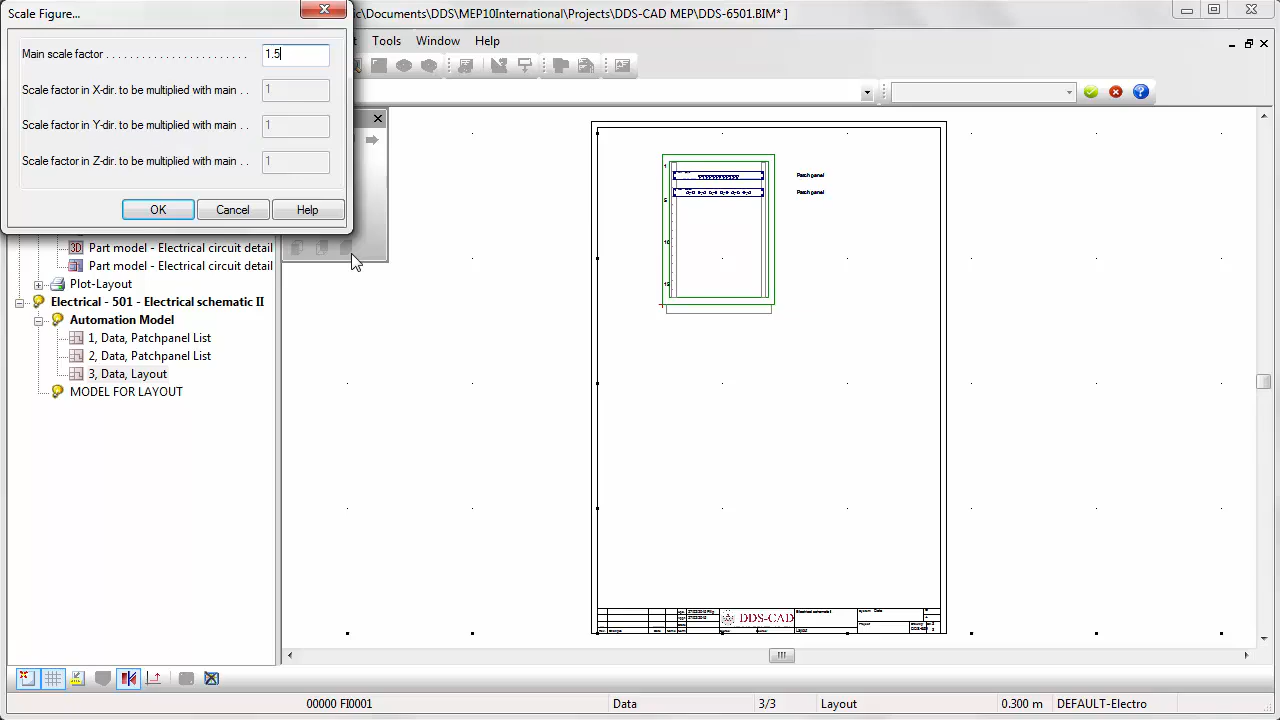 Scale Figure...
ic\Documents\DDS\MEP10International\Projects\DDS-CAD MEP\DDS-6501.BIM* ]
Tools Window Help
Main scale factor . . . . . . . . . . . . . . . . . . . . . . . . . 1.5
Scale factor in X-dir. to be multiplied with main . . 1
Scale factor in Y-dir. to be multiplied with main . . 1
Scale factor in Z-dir. to be multiplied with main . . 1
OK Cancel Help
Part model - Electrical circuit detail
Part model - Electrical circuit detail
Plot-Layout
Electrical - 501 - Electrical schematic II
Automation Model
1, Data, Patchpanel List
2, Data, Patchpanel List
3, Data, Layout
MODEL FOR LAYOUT
Patch panel
Patch panel
1
5
10
DDS-CAD
00000 FI0001 Data 3/3 Layout 0.300 m DEFAULT-Electro